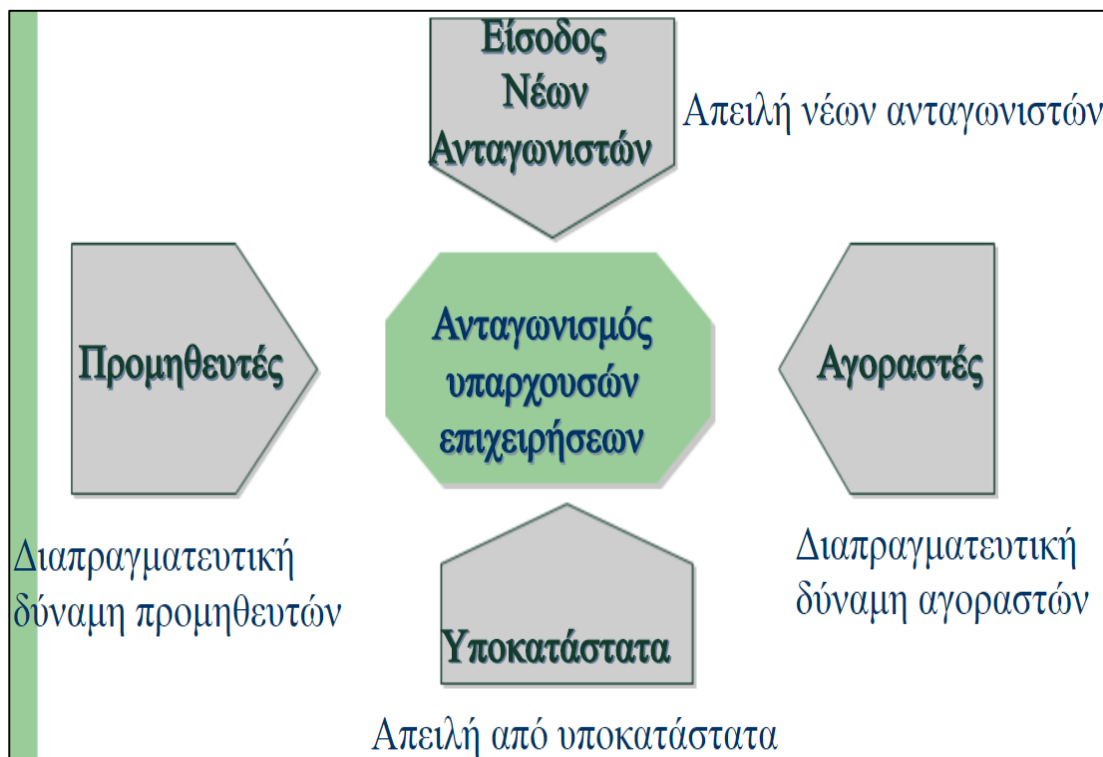 Είσοδος
Νέων
Ανταγωνιστών
Απειλή νέων ανταγωνιστών
Προμηθευτές
Ανταγωνισμός
υπαρχουσών
επιχειρήσεων
Αγοραστές
Διαπραγματευτική
δύναμη προμηθευτών
Διαπραγματευτική
δύναμη αγοραστών
Υποκατάστατα
Απειλή από υποκατάστατα